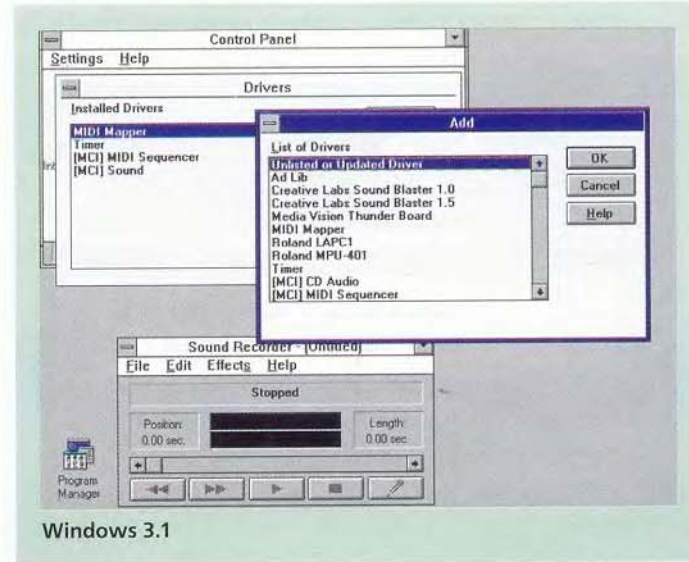 Control Panel
Settings Help
Drivers
Installed Drivers
MIDI Mapper
Timer
[MCI] MIDI Sequencer
[MCI] Sound
Add
List of Drivers
Unlisted or Updated Driver
Ad Lib
Creative Labs Sound Blaster 1.0
Creative Labs Sound Blaster 1.5
Media Vision Thunder Board
MIDI Mapper
Roland LAPC1
Roland MPU-401
Timer
[MCI] CD Audio
[MCI] MIDI Sequencer
OK
Cancel
Help
Sound Recorder - (Untitled)
File Edit Effects Help
Stopped
Position:
0.00 sec.
Length:
0.00 sec.
Program
Manager
Windows 3.1